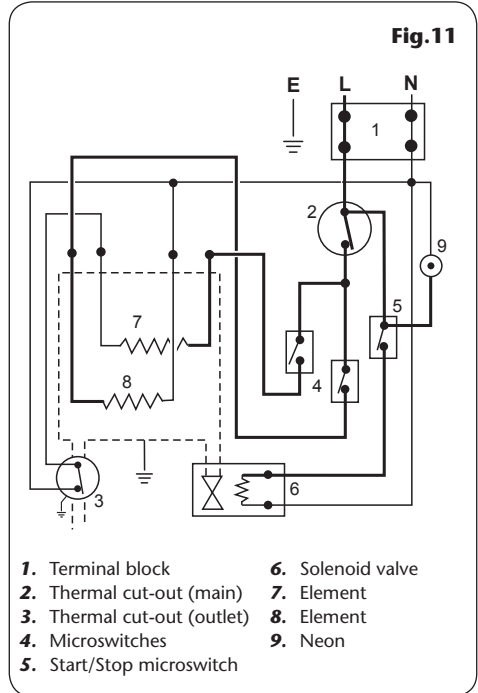 Fig.11
E L N
1
2
9
5
7
4
8
6
3
1. Terminal block
2. Thermal cut-out (main)
3. Thermal cut-out (outlet)
4. Microswitches
5. Start/Stop microswitch
6. Solenoid valve
7. Element
8. Element
9. Neon